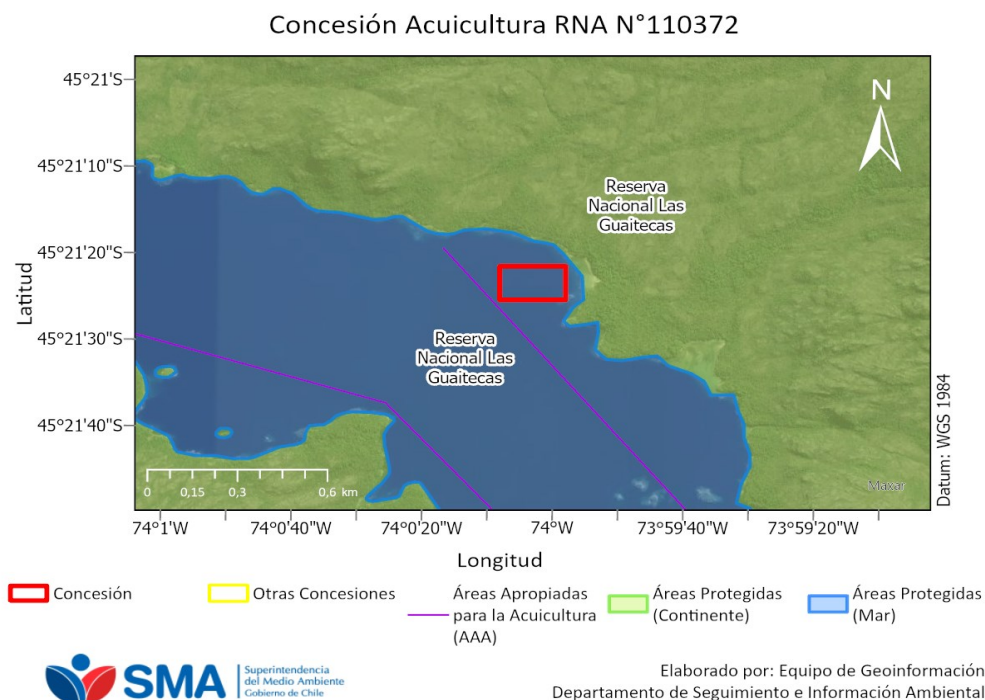 Concesión Acuicultura RNA N°110372
45°21'S
45°21'10"S
45°21'20"S
45°21'30"S
45°21'40"S
Latitud
N
Reserva
Nacional Las
Guaitecas
Reserva
Nacional Las
Guaitecas
Datum: WGS 1984
Maxar
0 0,15 0,3 0,6 km
74°1'W 74°0'40"W 74°0'20"W 74°W 73°59'40"W 73°59'20"W
Longitud
Concesión
Otras Concesiones
Áreas Apropiadas
para la Acuicultura
(AAA)
Áreas Protegidas
(Continente)
Áreas Protegidas
(Mar)
SMA
Superintendencia
del Medio Ambiente
Gobierno de Chile
Elaborado por: Equipo de Geoinformación
Departamento de Seguimiento e Información Ambiental